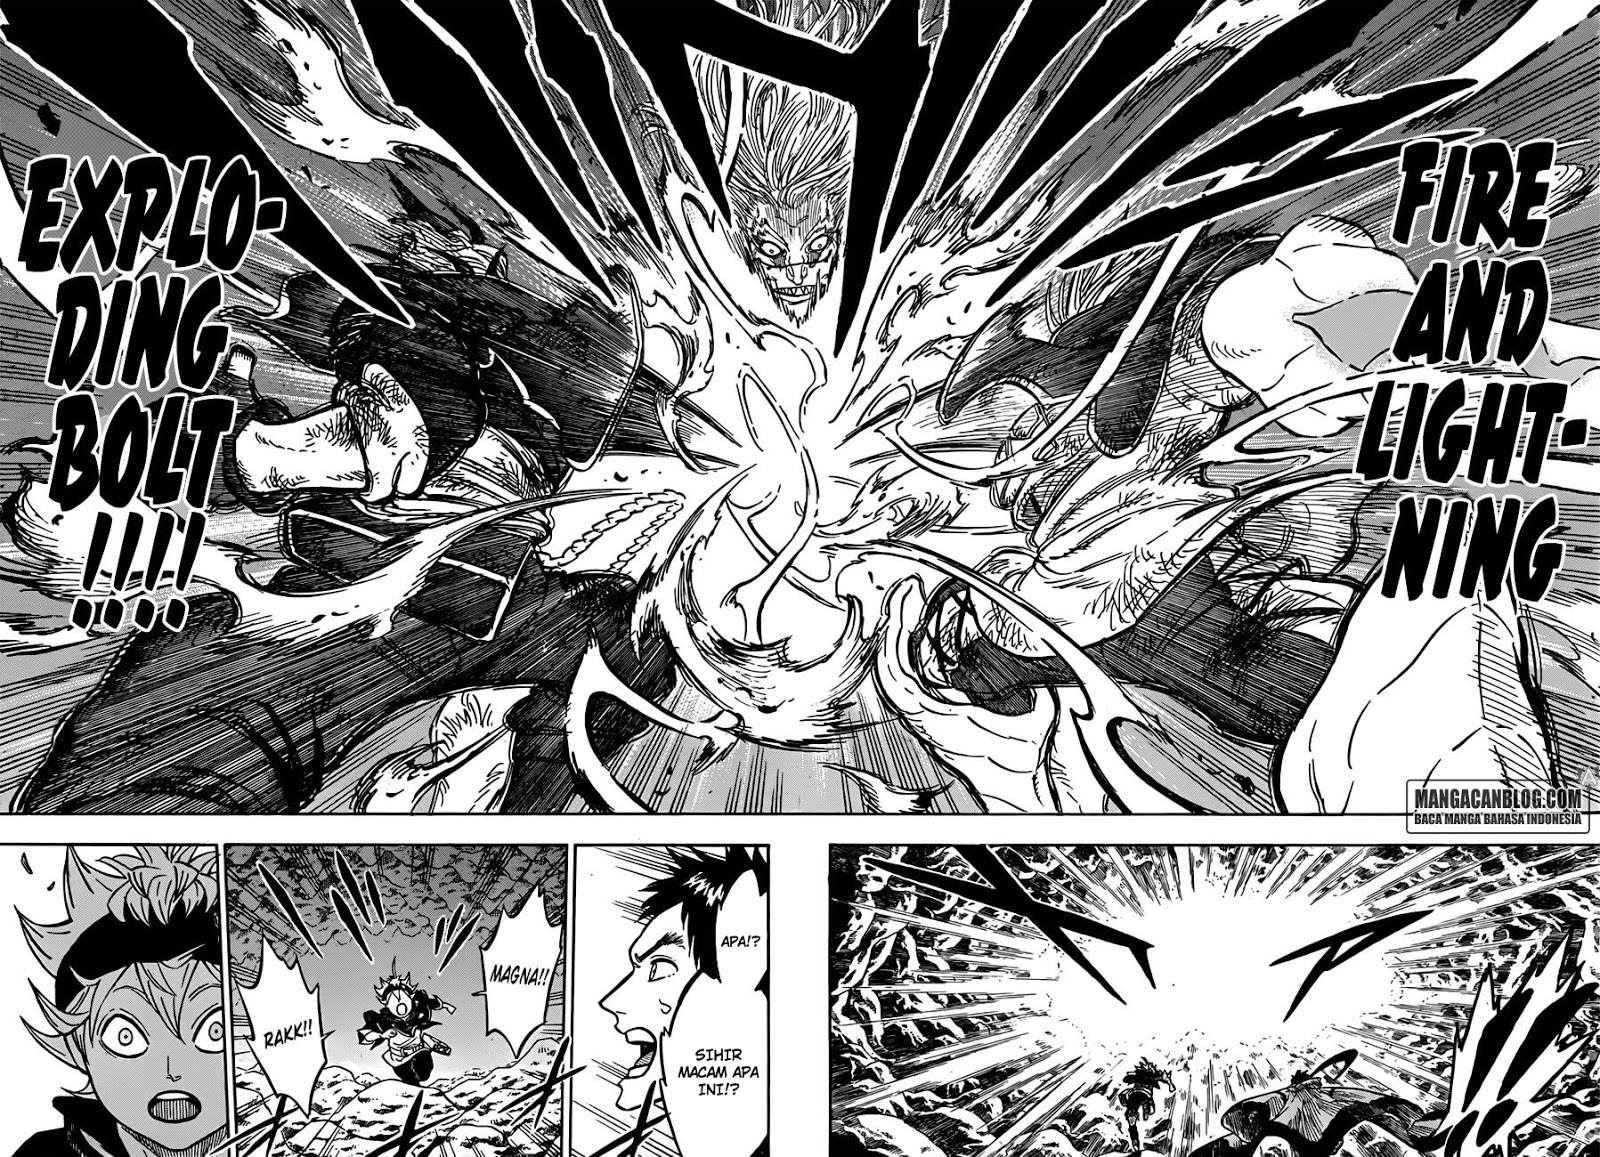 FIRE
AND
LIGHT-
NING
EXPLO-
DING
BOLT
!!!!
MANGACANBLOG.COM
BACA MANGA BAHASA INDONESIA
APA!?
SIHIR
MACAM APA
INI!?
MAGNA!!
RAKK!!